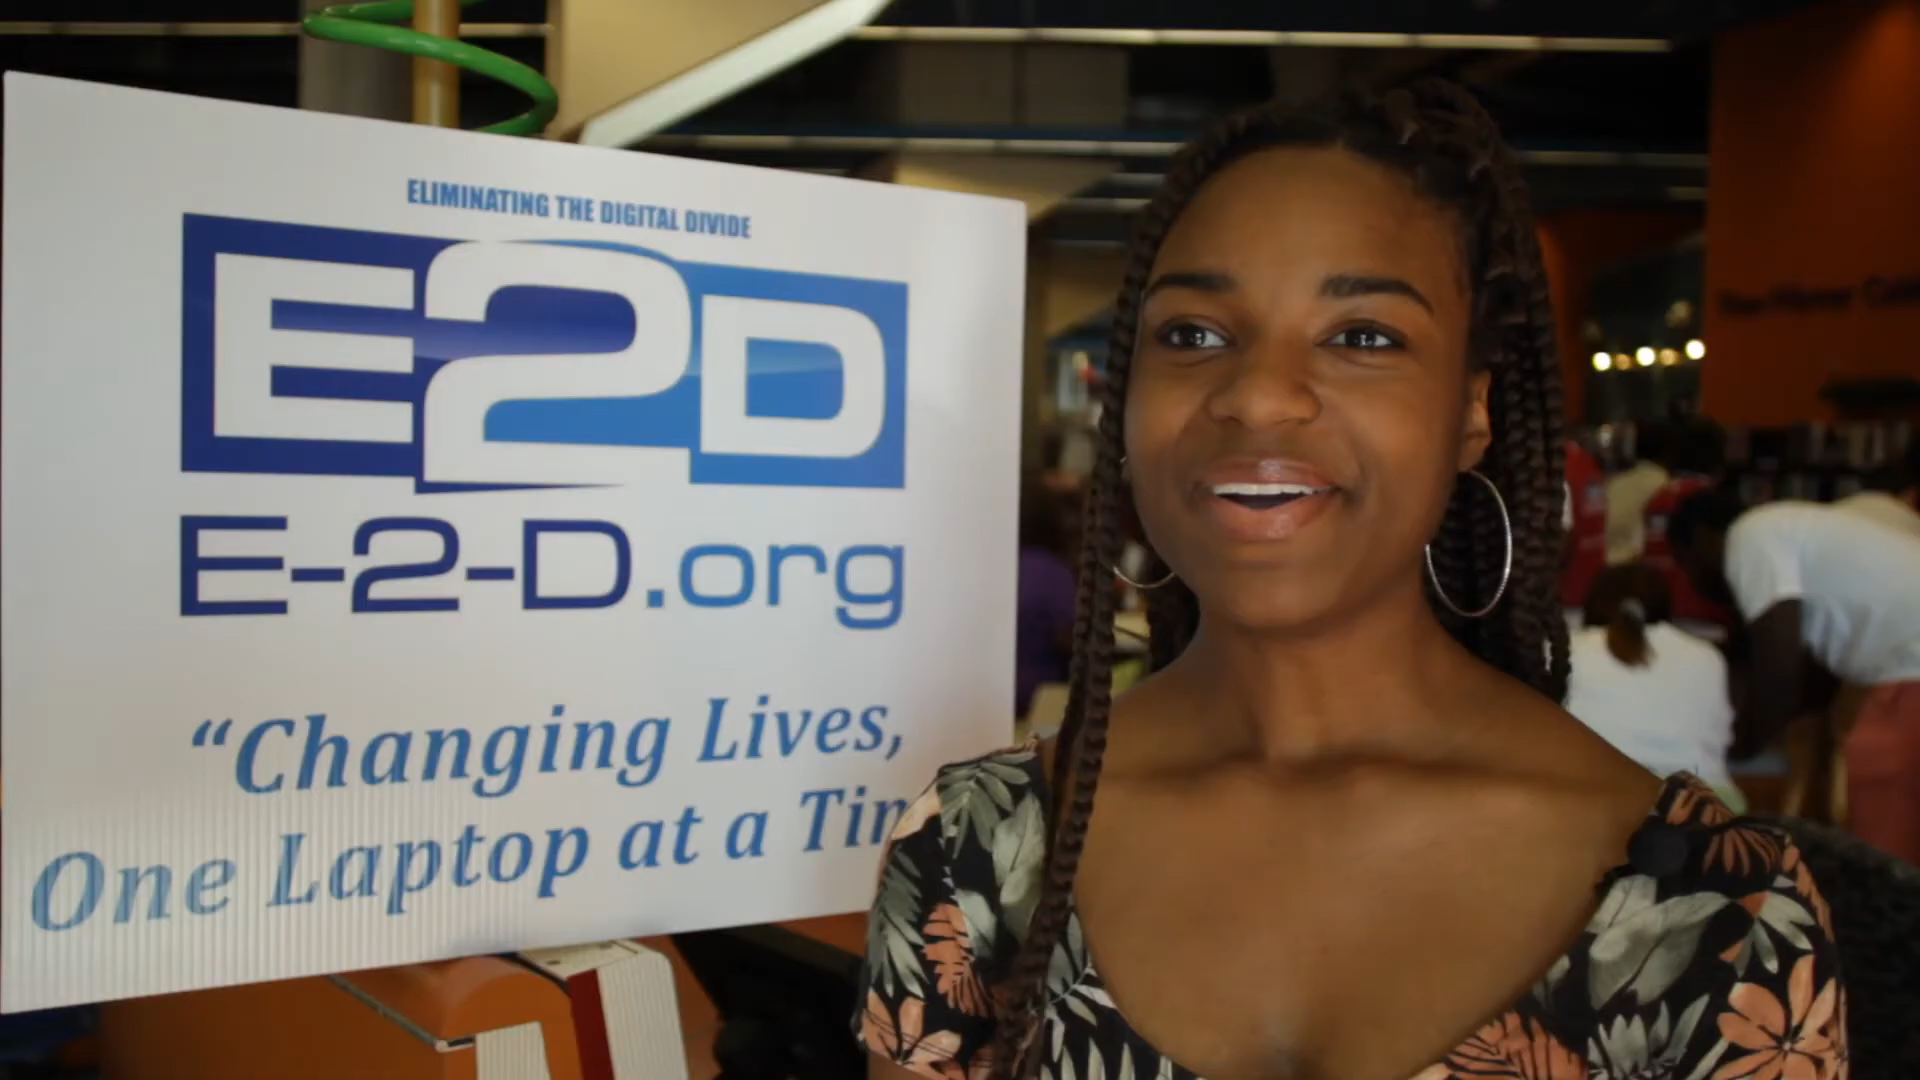 ELIMINATING THE DIGITAL DIVIDE
E2D
E-2-D.org
“Changing Lives,
One Laptop at a Tim